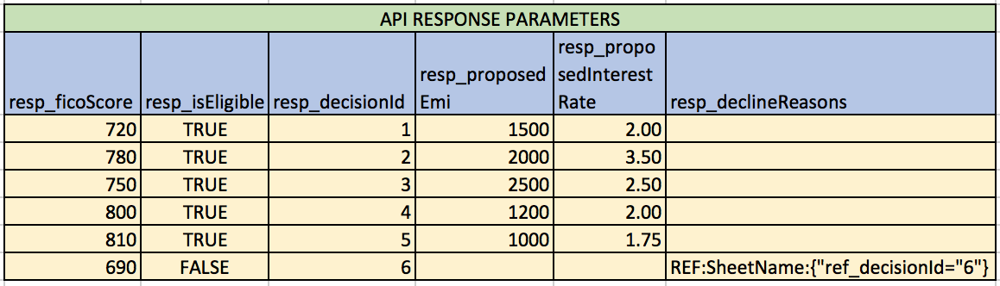 API RESPONSE PARAMETERS
resp_ficoScore resp_isEligible resp_decisionId resp_proposed
Emi resp_propo
sedInterest
Rate resp_declineReasons
720 TRUE 1 1500 2.00
780 TRUE 2 2000 3.50
750 TRUE 3 2500 2.50
800 TRUE 4 1200 2.00
810 TRUE 5 1000 1.75
690 FALSE 6 REF:SheetName:{"ref_decisionId="6"}